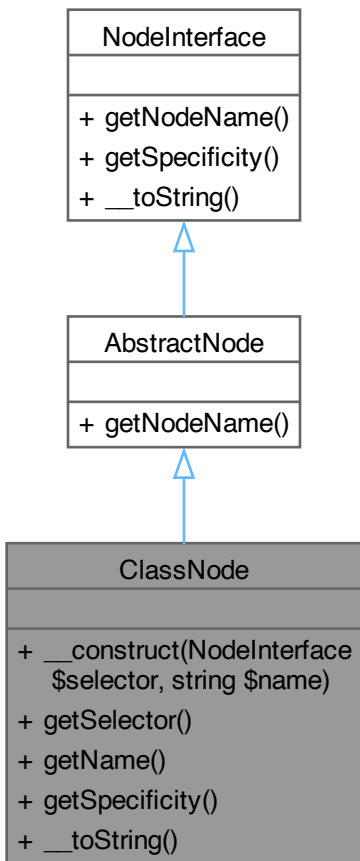 NodeInterface
+ getNodeName()
+ getSpecificity()
+ __toString()
AbstractNode
+ getNodeName()
ClassNode
+ __construct(NodeInterface
$selector, string $name)
+ getSelector()
+ getName()
+ getSpecificity()
+ __toString()